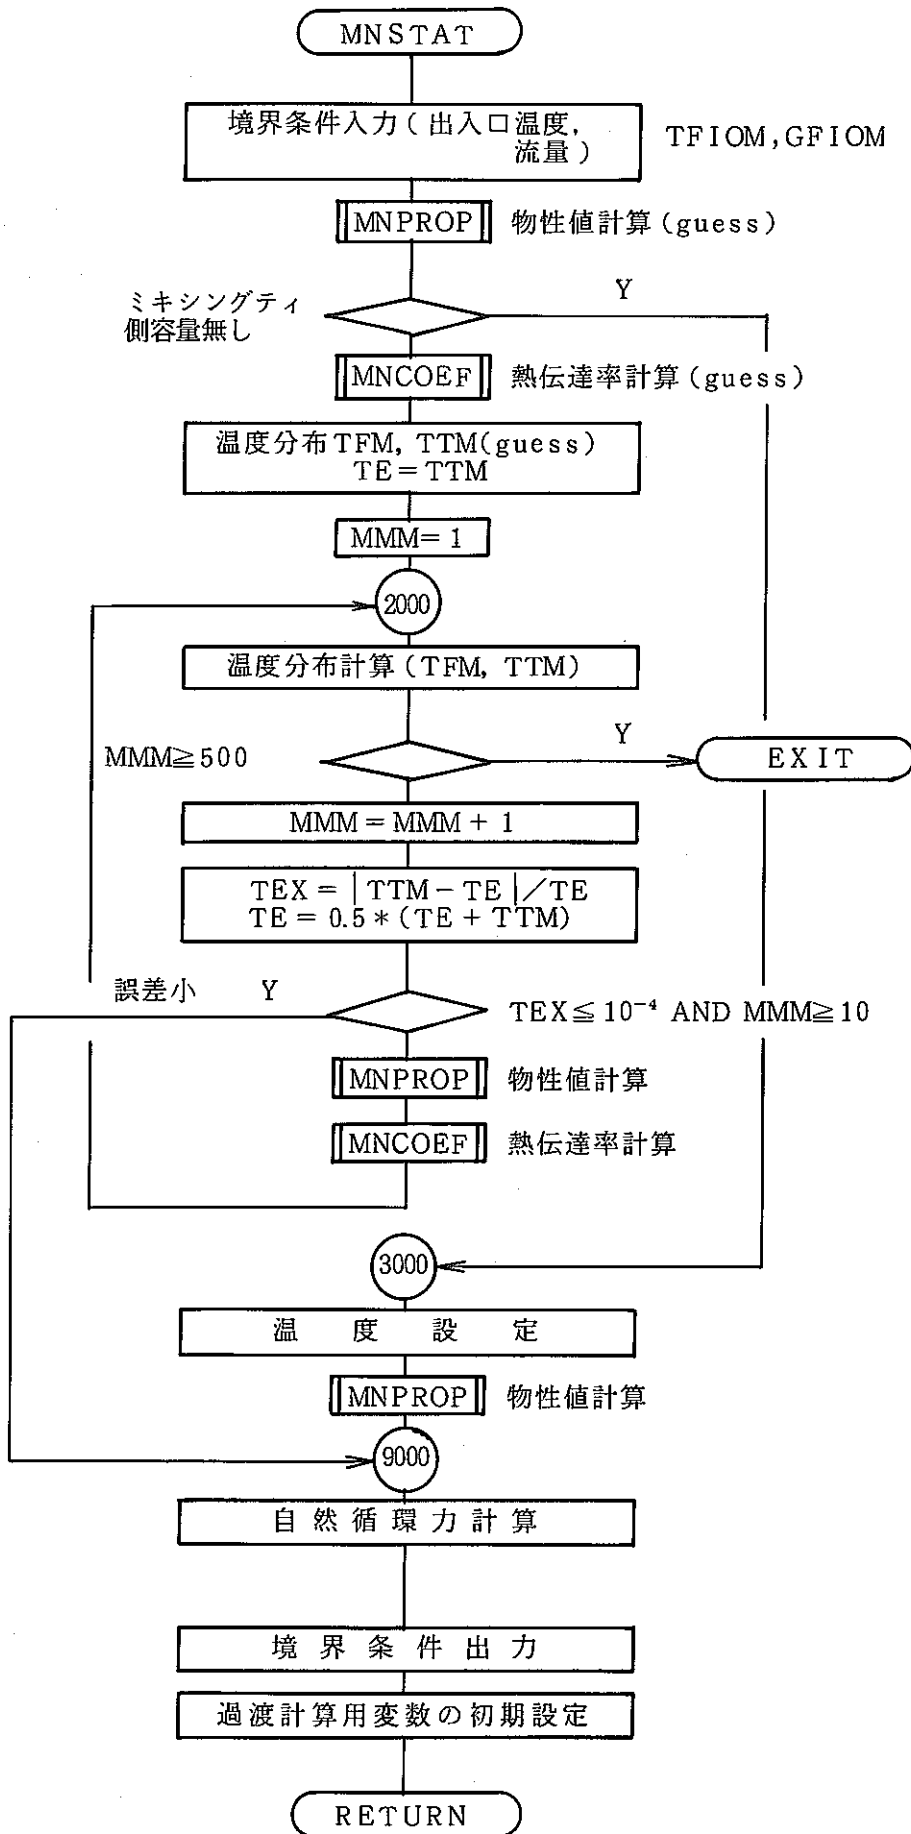 MNSTAT
境界条件入力(出入口温度,
流量)
TFIOM,GFIOM
MNPROP 物性値計算(guess)
Y
ミキシングティ
側容量無し
MNCOEF 熱伝達率計算(guess)
温度分布TFM, TTM(guess)
TE=TTM
MMM=1
2000
温度分布計算(TFM, TTM)
MMM≧500
Y
EXIT
MMM=MMM+1
TEX=|TTM-TE|/TE
TE=0.5*(TE+TTM)
誤差小 Y
TEX≦10⁻⁴ AND MMM≧10
MNPROP 物性値計算
MNCOEF 熱伝達率計算
3000
温度設定
MNPROP 物性値計算
9000
自然循環力計算
境界条件出力
過渡計算用変数の初期設定
RETURN